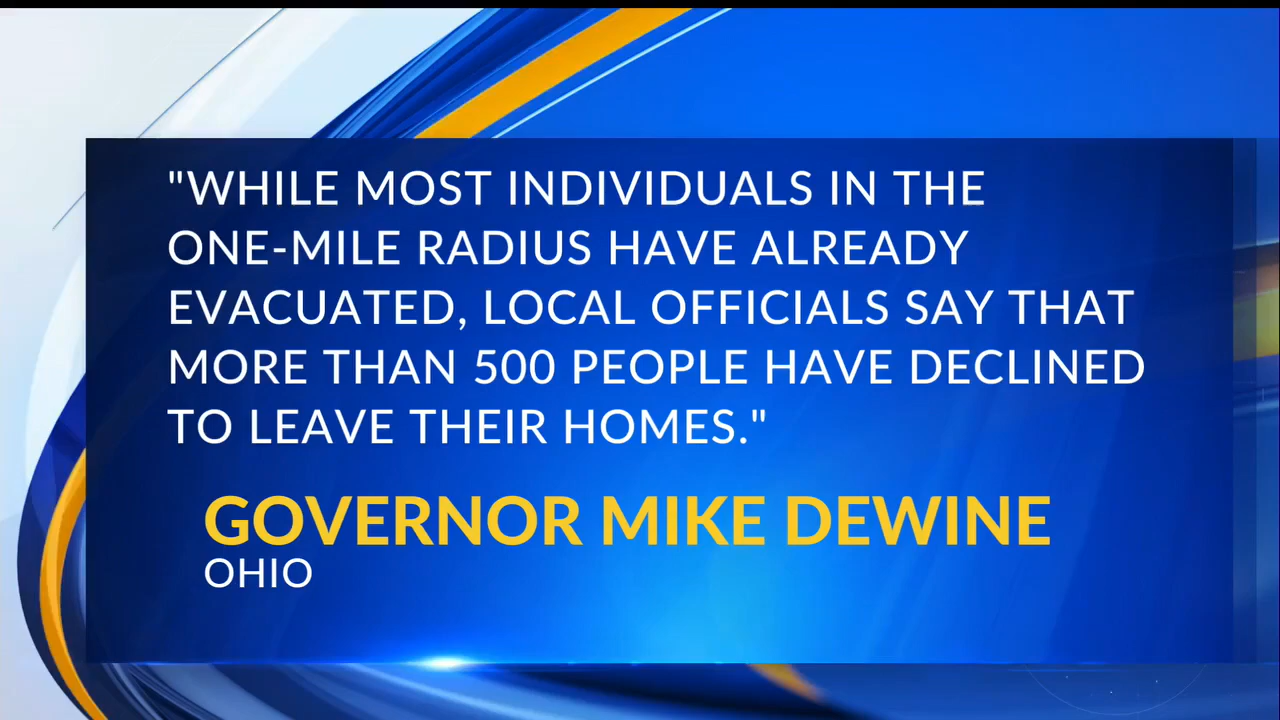 "WHILE MOST INDIVIDUALS IN THE
ONE-MILE RADIUS HAVE ALREADY
EVACUATED, LOCAL OFFICIALS SAY THAT
MORE THAN 500 PEOPLE HAVE DECLINED
TO LEAVE THEIR HOMES."
GOVERNOR MIKE DEWINE
OHIO